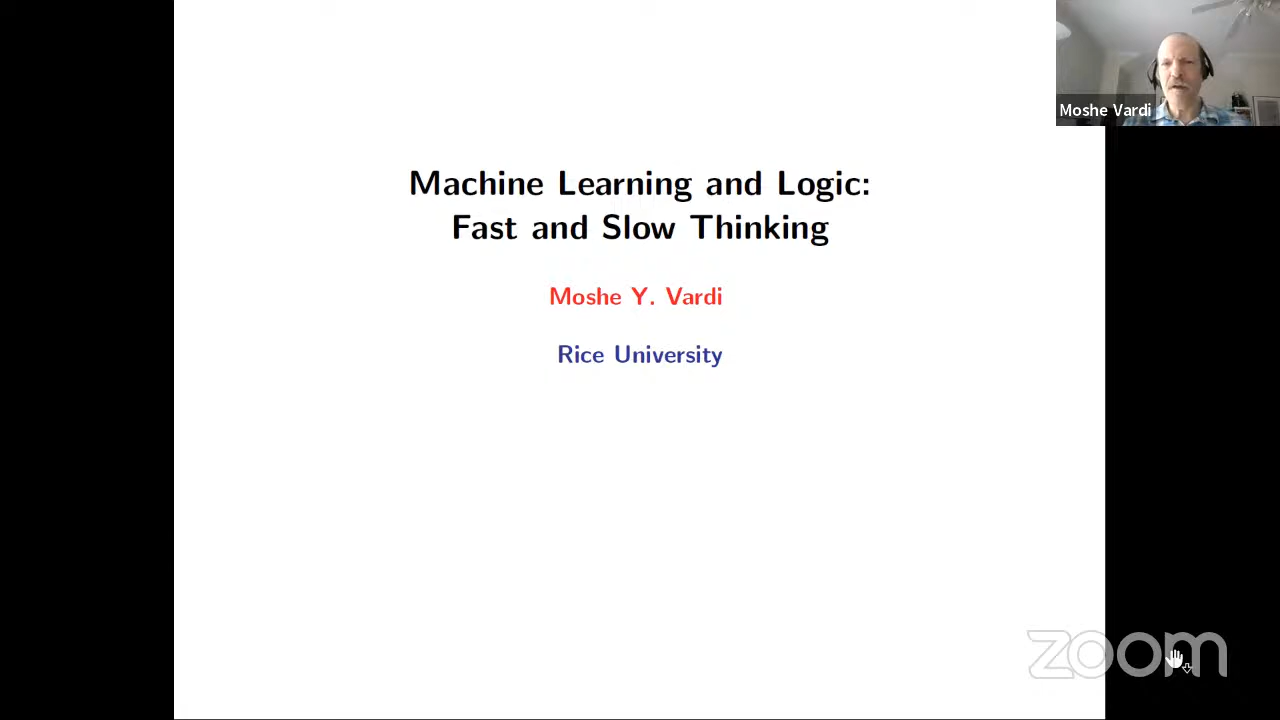 Moshe Vardi
Machine Learning and Logic:
Fast and Slow Thinking
Moshe Y. Vardi
Rice University
zoom